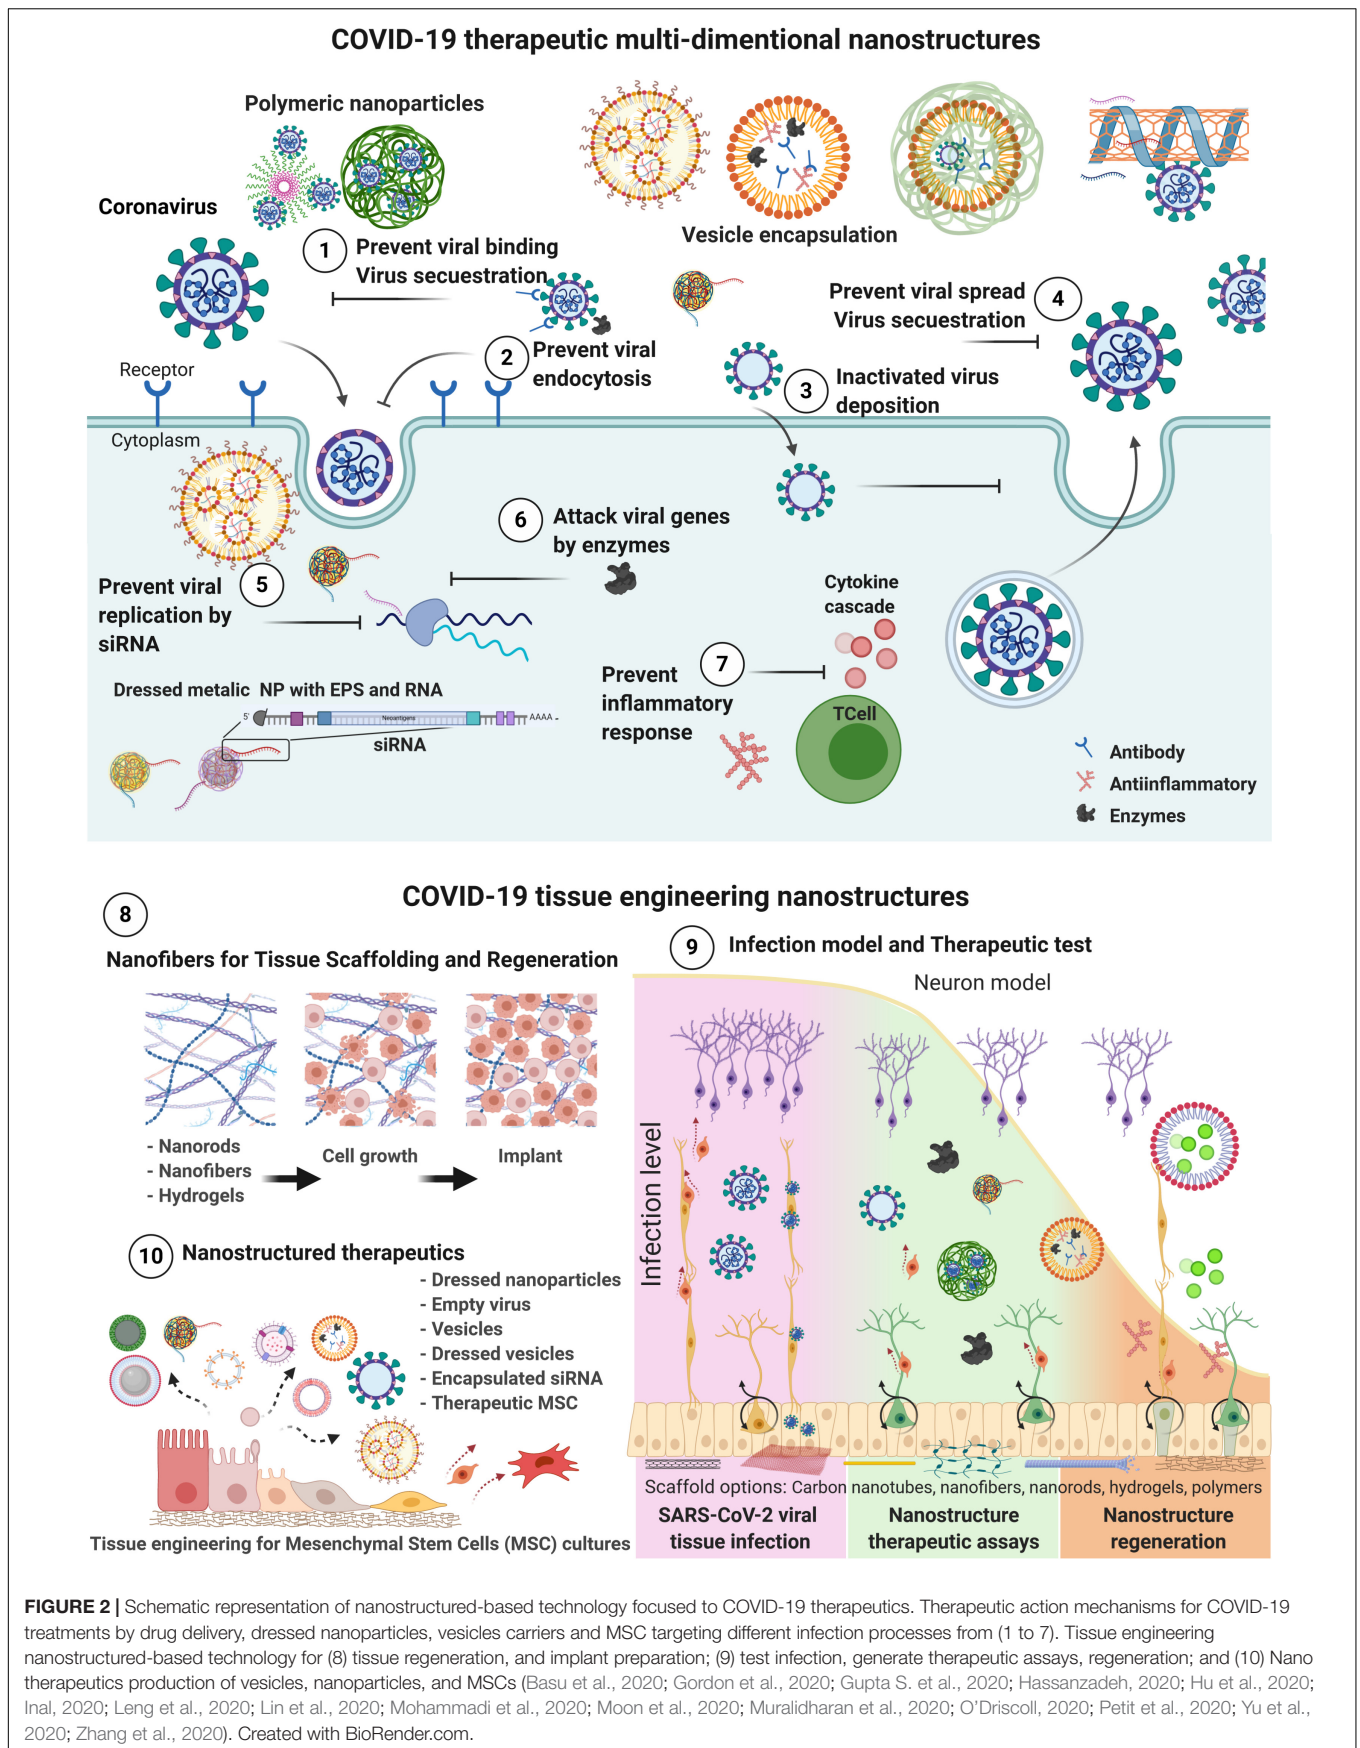 COVID-19 therapeutic multi-dimentional nanostructures
Polymeric nanoparticles
Coronavirus
Vesicle encapsulation
1
Prevent viral binding
Virus secuestration
2
Prevent viral
endocytosis
3
Inactivated virus
deposition
Prevent viral spread
Virus secuestration
4
Receptor
Cytoplasm
5
Prevent viral
replication by
siRNA
6
Attack viral genes
by enzymes
7
Prevent
inflammatory
response
Cytokine
cascade
TCell
Dressed metalic NP with EPS and RNA
5'
Neoantigens
AAAA
siRNA
Antibody
Antiinflammatory
Enzymes
COVID-19 tissue engineering nanostructures
8
Nanofibers for Tissue Scaffolding and Regeneration
- Nanorods
- Nanofibers
- Hydrogels
Cell growth
Implant
9
Infection model and Therapeutic test
Neuron model
Infection level
Scaffold options: Carbon nanotubes, nanofibers, nanorods, hydrogels, polymers
SARS-CoV-2 viral
tissue infection
Nanostructure
therapeutic assays
Nanostructure
regeneration
10
Nanostructured therapeutics
- Dressed nanoparticles
- Empty virus
- Vesicles
- Dressed vesicles
- Encapsulated siRNA
- Therapeutic MSC
Tissue engineering for Mesenchymal Stem Cells (MSC) cultures
FIGURE 2 | Schematic representation of nanostructured-based technology focused to COVID-19 therapeutics. Therapeutic action mechanisms for COVID-19
treatments by drug delivery, dressed nanoparticles, vesicles carriers and MSC targeting different infection processes from (1 to 7). Tissue engineering
nanostructured-based technology for (8) tissue regeneration, and implant preparation; (9) test infection, generate therapeutic assays, regeneration; and (10) Nano
therapeutics production of vesicles, nanoparticles, and MSCs (Basu et al., 2020; Gordon et al., 2020; Gupta S. et al., 2020; Hassanzadeh, 2020; Hu et al., 2020;
Inal, 2020; Leng et al., 2020; Lin et al., 2020; Mohammadi et al., 2020; Moon et al., 2020; Muralidharan et al., 2020; O'Driscoll, 2020; Petit et al., 2020; Yu et al.,
2020; Zhang et al., 2020). Created with BioRender.com.